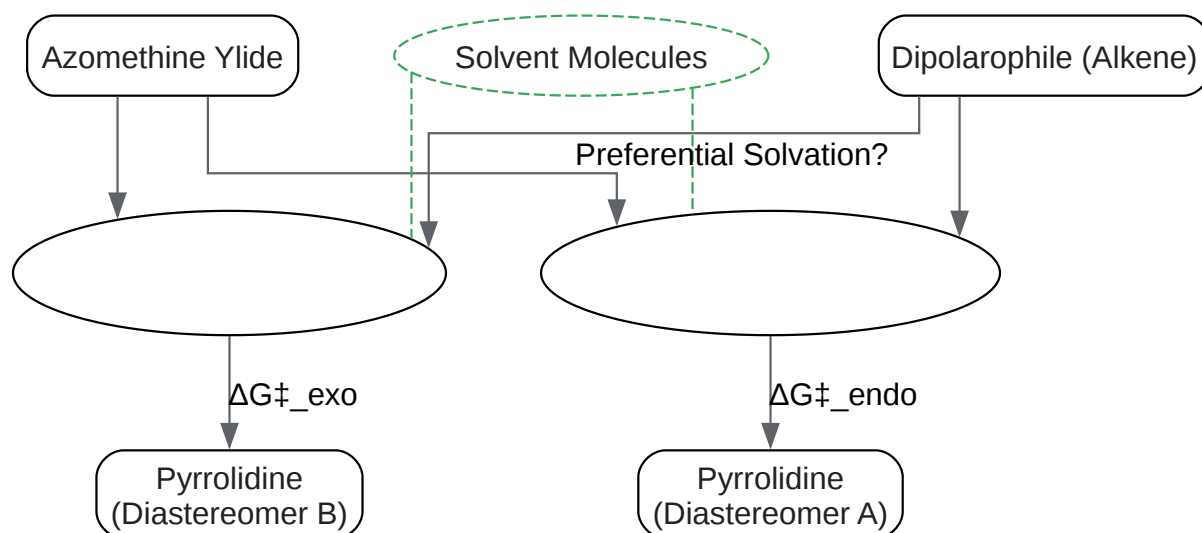 Azomethine Ylide
Solvent Molecules
Dipolarophile (Alkene)
Preferential Solvation?
ΔG‡_exo
ΔG‡_endo
Pyrrolidine
(Diastereomer B)
Pyrrolidine
(Diastereomer A)